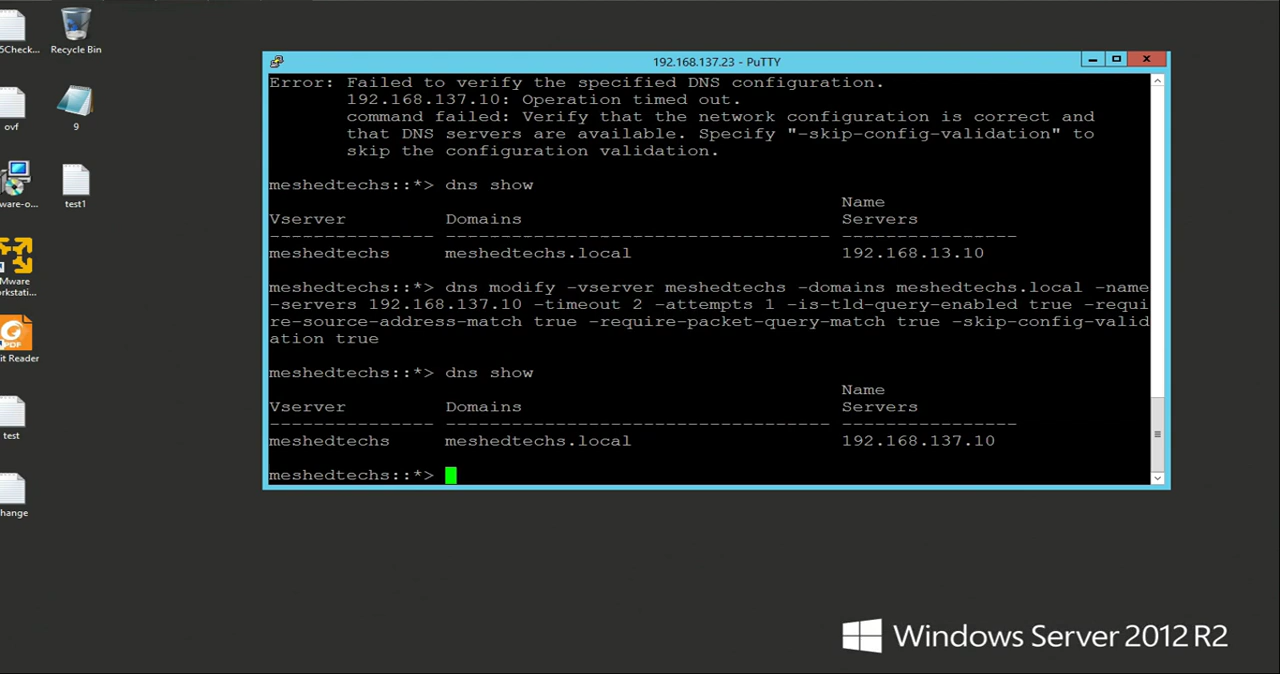 5Check...
Recycle Bin
ovf
9
ware-o...
test1
Mware
orkstati...
PDF
it Reader
test
hange
192.168.137.23 - PuTTY
Error: Failed to verify the specified DNS configuration.
192.168.137.10: Operation timed out.
command failed: Verify that the network configuration is correct and
that DNS servers are available. Specify "-skip-config-validation" to
skip the configuration validation.
meshedtechs::*> dns show
Name
Vserver Domains Servers
--------------- ----------------------------------- ----------------
meshedtechs meshedtechs.local 192.168.13.10
meshedtechs::*> dns modify -vserver meshedtechs -domains meshedtechs.local -name
-servers 192.168.137.10 -timeout 2 -attempts 1 -is-tld-query-enabled true -requi
re-source-address-match true -require-packet-query-match true -skip-config-valid
ation true
meshedtechs::*> dns show
Name
Vserver Domains Servers
--------------- ----------------------------------- ----------------
meshedtechs meshedtechs.local 192.168.137.10
meshedtechs::*>
Windows Server 2012 R2